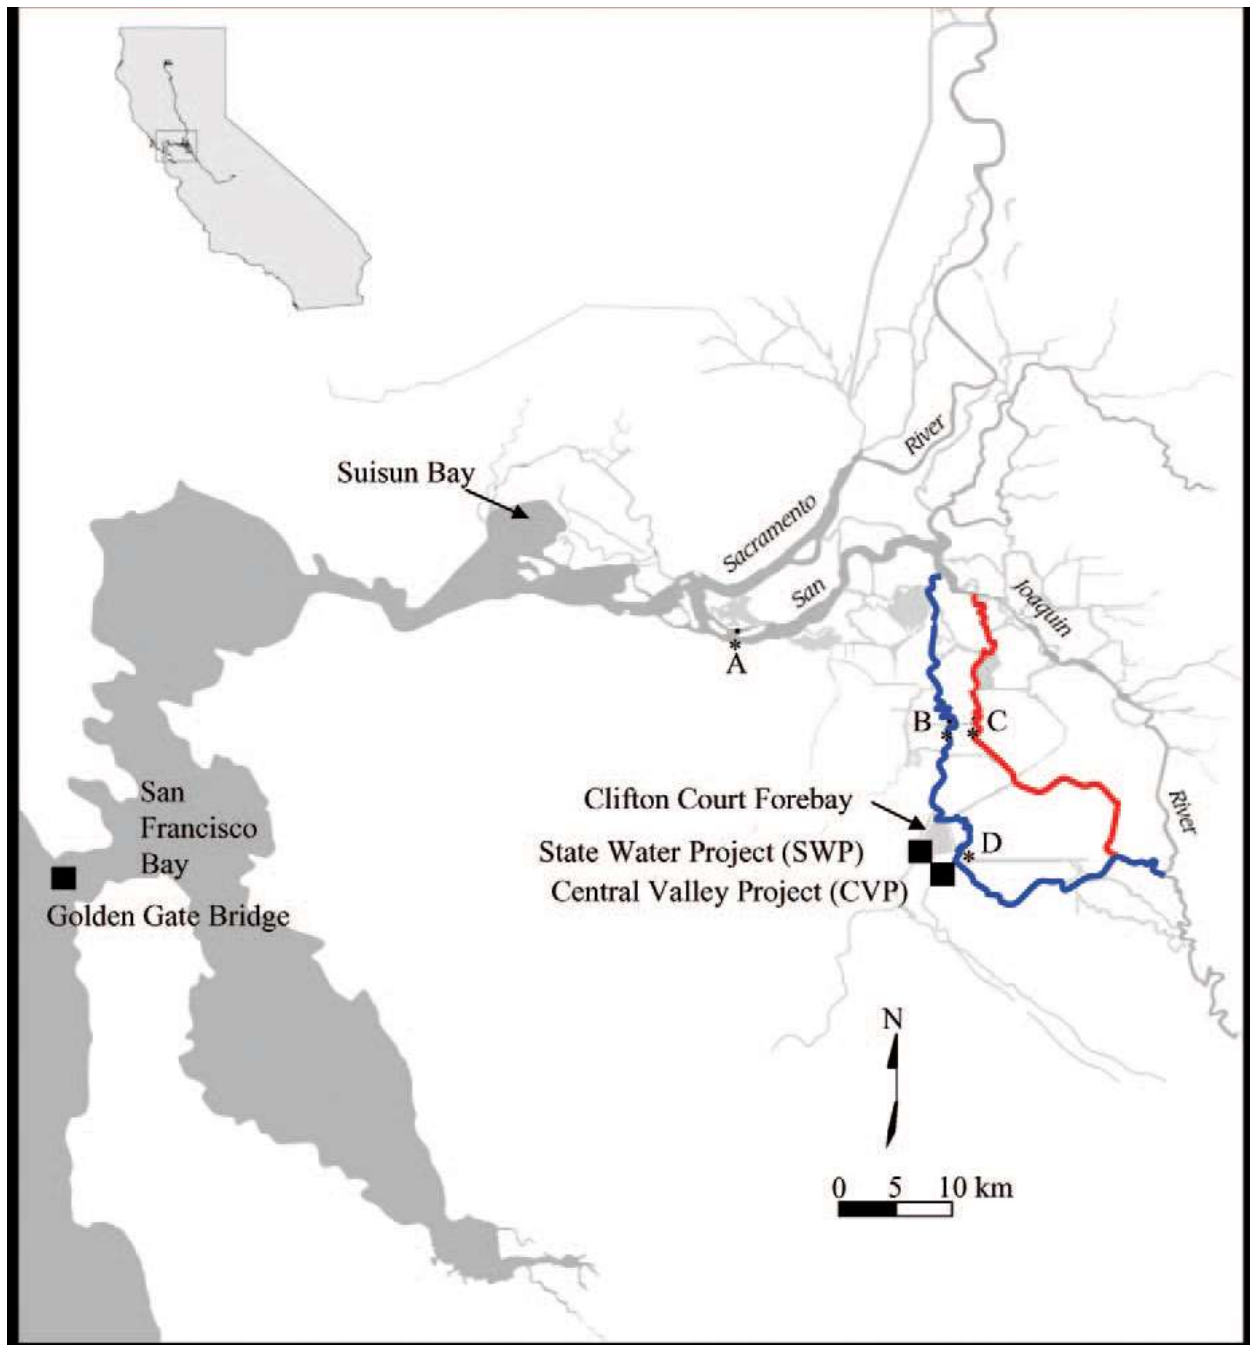 River
Suisun Bay
Sacramento
San
Joaquin
*
A
B
*
C
*
San
Francisco
Bay
Clifton Court Forebay
River
D
*
State Water Project (SWP)
Central Valley Project (CVP)
Golden Gate Bridge
N
0 5 10 km